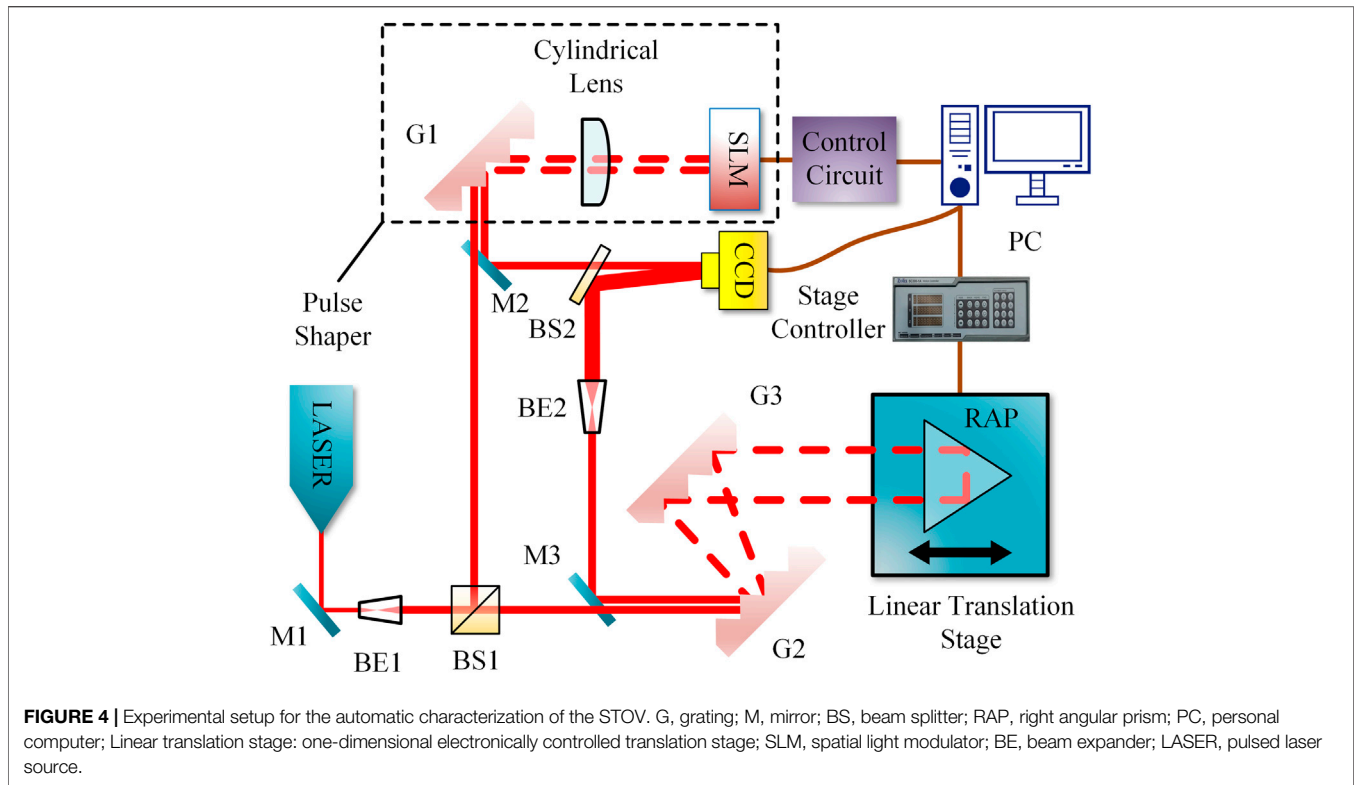 Cylindrical
Lens
G1
SLM
Control
Circuit
PC
CCD
M2
BS2
Pulse
Shaper
Stage
Controller
BE2
G3
RAP
LASER
M3
M1
BE1
BS1
G2
Linear Translation
Stage
FIGURE 4 | Experimental setup for the automatic characterization of the STOV. G, grating; M, mirror; BS, beam splitter; RAP, right angular prism; PC, personal
computer; Linear translation stage: one-dimensional electronically controlled translation stage; SLM, spatial light modulator; BE, beam expander; LASER, pulsed laser
source.